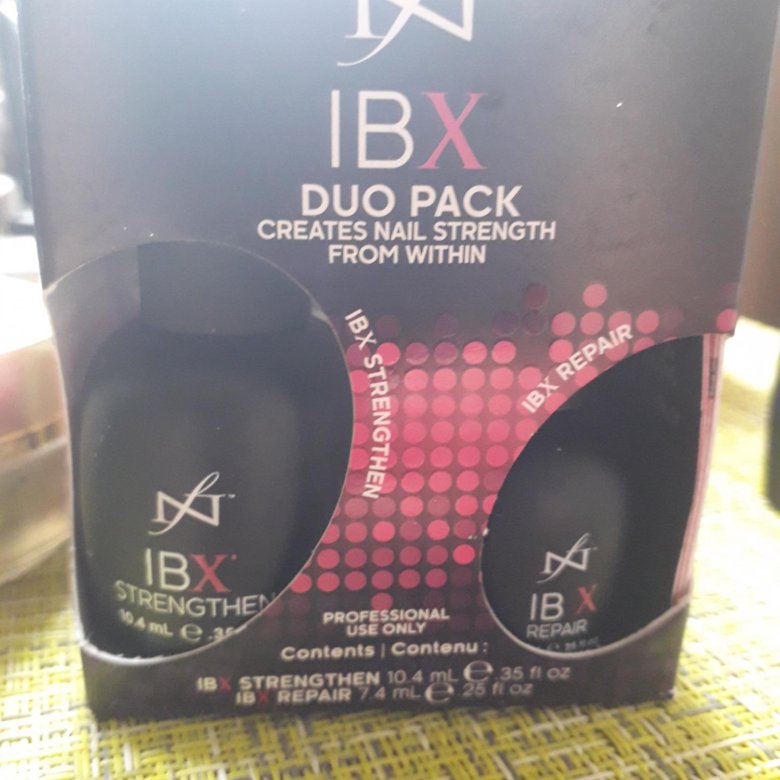 IBX
DUO PACK
CREATES NAIL STRENGTH
FROM WITHIN
IBX STRENGTHEN
IBX REPAIR
IBX
STRENGTHEN
10.4 mL ℮ .35
IBX
REPAIR
PROFESSIONAL
USE ONLY
Contents | Contenu :
IBX STRENGTHEN 10.4 mL ℮ .35 fl oz
IBX REPAIR 7.4 mL ℮ .25 fl oz